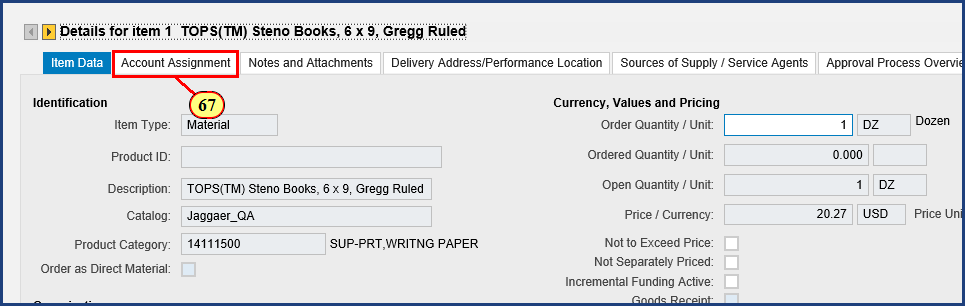 Details for item 1 TOPS(TM) Steno Books, 6 x 9, Gregg Ruled
Item Data Account Assignment Notes and Attachments Delivery Address/Performance Location Sources of Supply / Service Agents Approval Process Overvie
67
Identification
Item Type: Material
Product ID:
Description: TOPS(TM) Steno Books, 6 x 9, Gregg Ruled
Catalog: Jaggaer_QA
Product Category: 14111500 SUP-PRT,WRITNG PAPER
Order as Direct Material:
Currency, Values and Pricing
Order Quantity / Unit: 1 DZ Dozen
Ordered Quantity / Unit: 0.000
Open Quantity / Unit: 1 DZ
Price / Currency: 20.27 USD Price Uni
Not to Exceed Price:
Not Separately Priced:
Incremental Funding Active:
Goods Receipt: